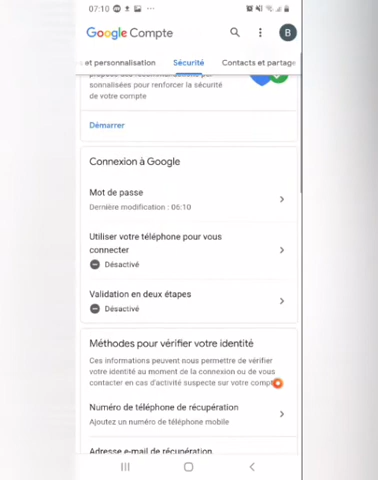 07:10
Google Compte
B
et personnalisation Sécurité Contacts et partage
sonnalisées pour renforcer la sécurité
de votre compte
Démarrer
Connexion à Google
Mot de passe
Dernière modification : 06:10
Utiliser votre téléphone pour vous
connecter
Désactivé
Validation en deux étapes
Désactivé
Méthodes pour vérifier votre identité
Ces informations peuvent nous permettre de vérifier
votre identité au moment de la connexion ou de vous
contacter en cas d'activité suspecte sur votre compte
Numéro de téléphone de récupération
Ajoutez un numéro de téléphone mobile
Adresse e-mail de récupération